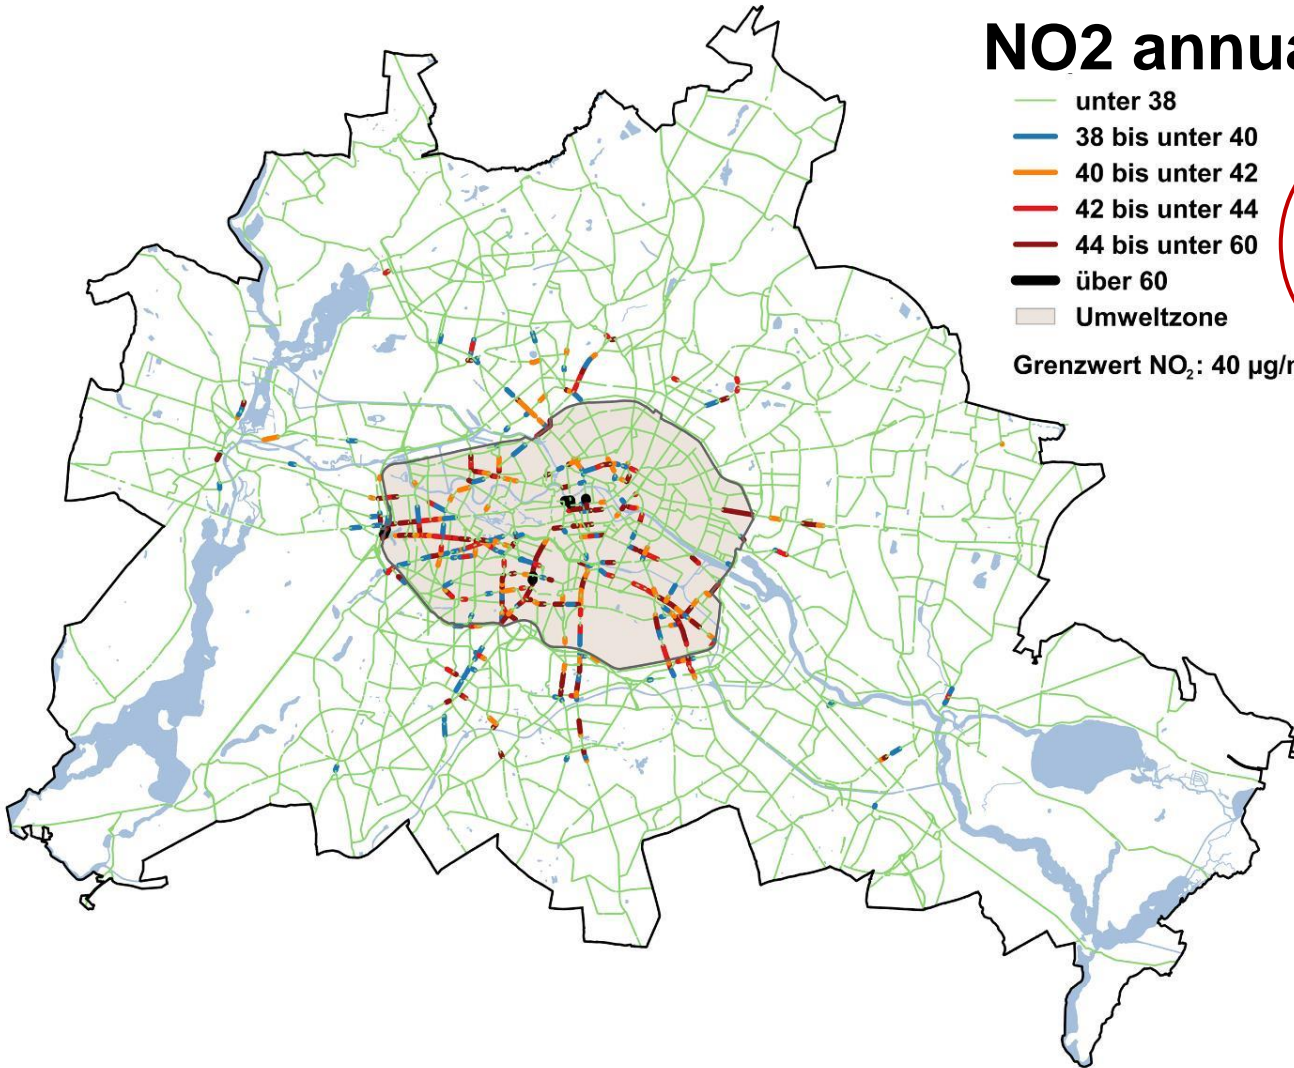 NO2 annua
unter 38
38 bis unter 40
40 bis unter 42
42 bis unter 44
44 bis unter 60
über 60
Umweltzone
Grenzwert NO₂: 40 µg/